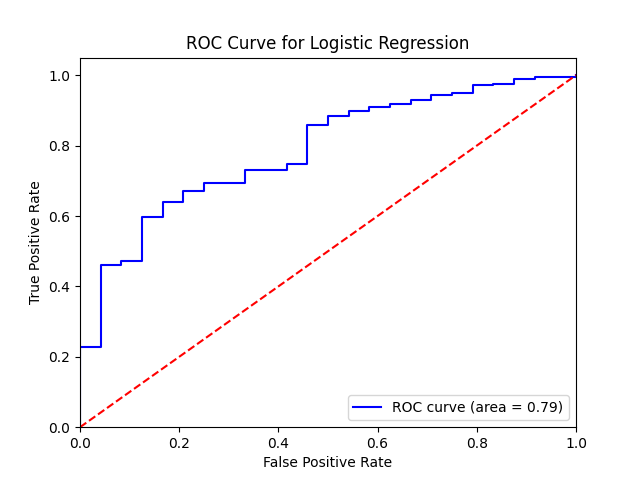 ROC Curve for Logistic Regression
True Positive Rate
1.0
0.8
0.6
0.4
0.2
0.0
ROC curve (area = 0.79)
0.0 0.2 0.4 0.6 0.8 1.0
False Positive Rate